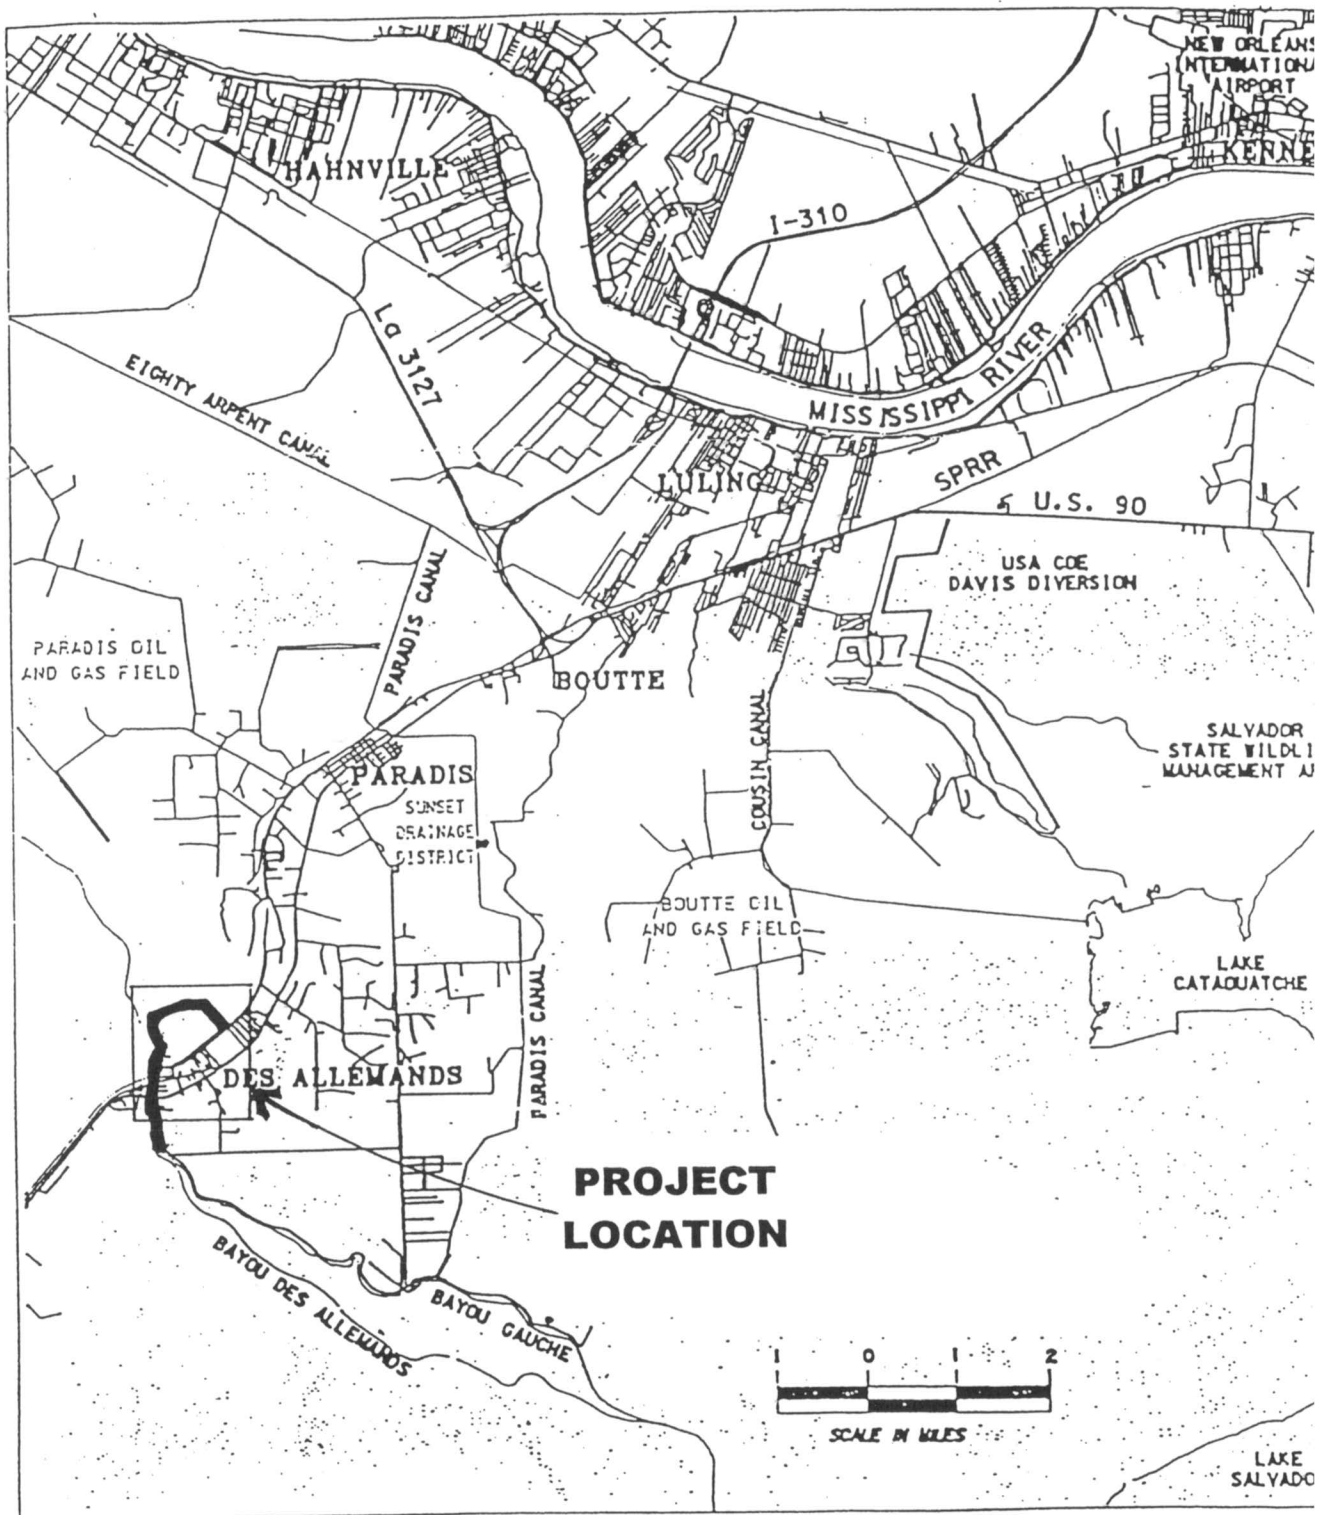 NEW ORLEANS
INTERNATIONA
AIRPORT
KENNE
HAHNVILLE
I-310
La 3127
MISSISSIPPI RIVER
EIGHTY ARPENT CANAL
LULING
SPRR
U.S. 90
USA COE
DAVIS DIVERSION
PARADIS CANAL
PARADIS OIL
AND GAS FIELD
BOUTTE
COUSIN CANAL
SALVADOR
STATE WILDLI
MANAGEMENT A
PARADIS
SUNSET
DRAINAGE
DISTRICT
BOUTTE OIL
AND GAS FIELD
LAKE
CATAOUATCHE
PARADIS CANAL
DES ALLEMANDS
PROJECT
LOCATION
BAYOU DES ALLEMANDS
BAYOU GAUCHE
1 0 1 2
SCALE IN MILES
LAKE
SALVADO